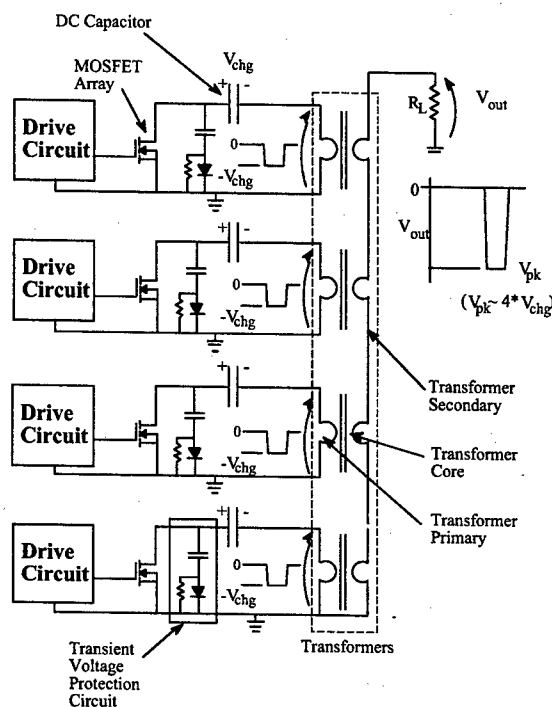 DC Capacitor
MOSFET
Array
V_chg
+ -
Drive
Circuit
0
-V_chg
R_L
V_out
0
V_out
V_pk
(V_pk~ 4* V_chg)
+ -
Drive
Circuit
0
-V_chg
+ -
Drive
Circuit
0
-V_chg
Transformer
Secondary
Transformer
Core
Transformer
Primary
+ -
Drive
Circuit
0
-V_chg
Transformers
Transient
Voltage
Protection
Circuit